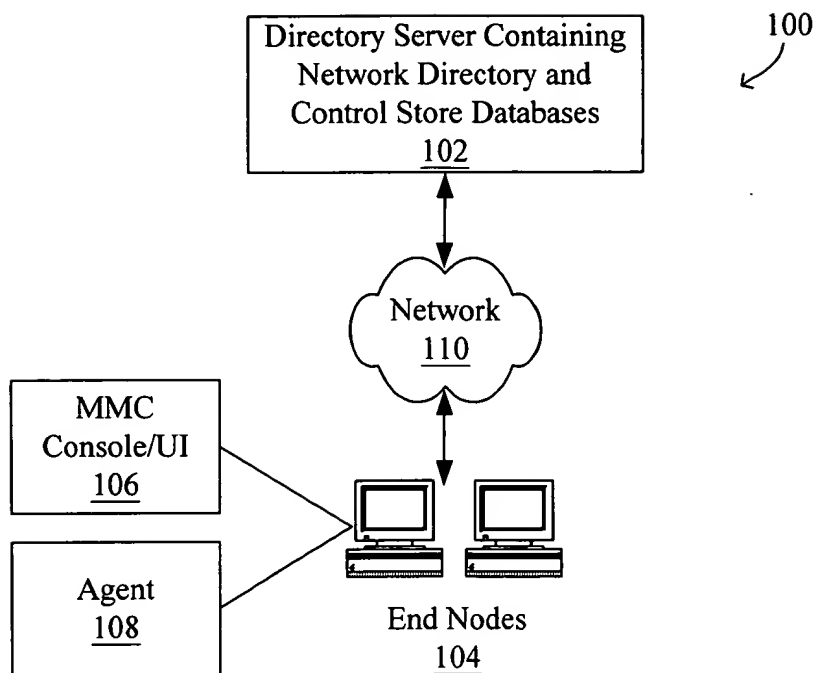 Directory Server Containing
Network Directory and
Control Store Databases
102
100
Network
110
MMC
Console/UI
106
Agent
108
End Nodes
104